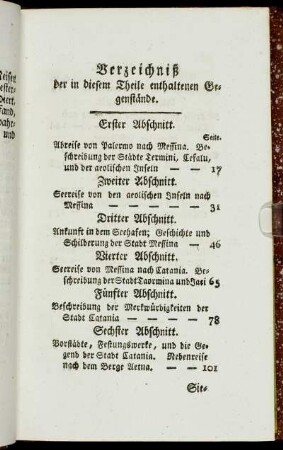 Verzeichniß
der in diesem Theile enthaltenen Ge-
genstände.
Erster Abschnitt.
Seite.
Abreise von Palermo nach Messina. Be-
schreibung der Städte Termini, Cefalu,
und der aeolischen Inseln — — 17
Zweiter Abschnitt.
Seereise von den aeolischen Inseln nach
Messina — — — 31
Dritter Abschnitt.
Ankunft in dem Seehafen; Geschichte und
Schilderung der Stadt Messina — 46
Vierter Abschnitt.
Seereise von Messina nach Catania. Be-
schreibung der Stadt Taormina und Jaci 65
Fünfter Abschnitt.
Beschreibung der Merkwürdigkeiten der
Stadt Catania — — — 78
Sechster Abschnitt.
Vorstädte, Festungswerke, und die Ge-
gend der Stadt Catania. Nebenreise
nach dem Berge Aetna. — — 101
Sie-